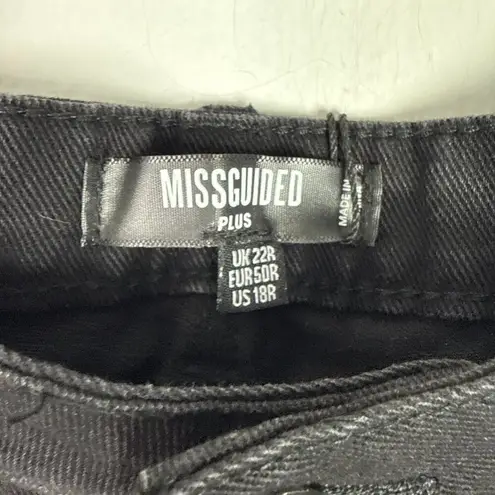 MISSGUIDED
PLUS
MADE IN
UK 22R
EUR 50R
US 18R